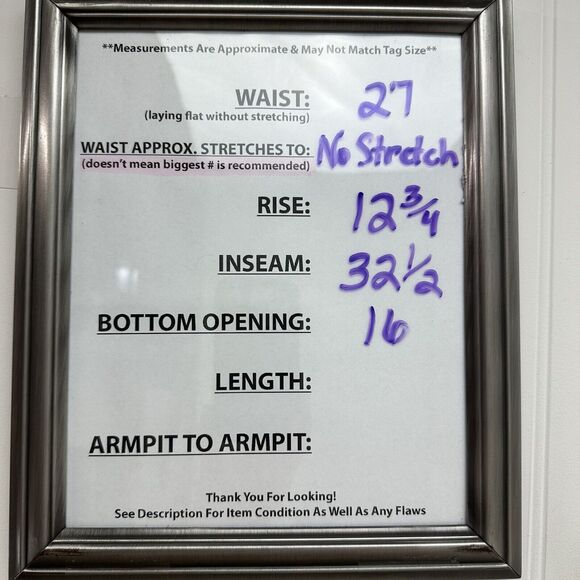 **Measurements Are Approximate & May Not Match Tag Size**
WAIST: 27
(laying flat without stretching)
WAIST APPROX. STRETCHES TO: No Stretch
(doesn't mean biggest # is recommended)
RISE: 12 3/4
INSEAM: 32 1/2
BOTTOM OPENING: 16
LENGTH:
ARMPIT TO ARMPIT:
Thank You For Looking!
See Description For Item Condition As Well As Any Flaws